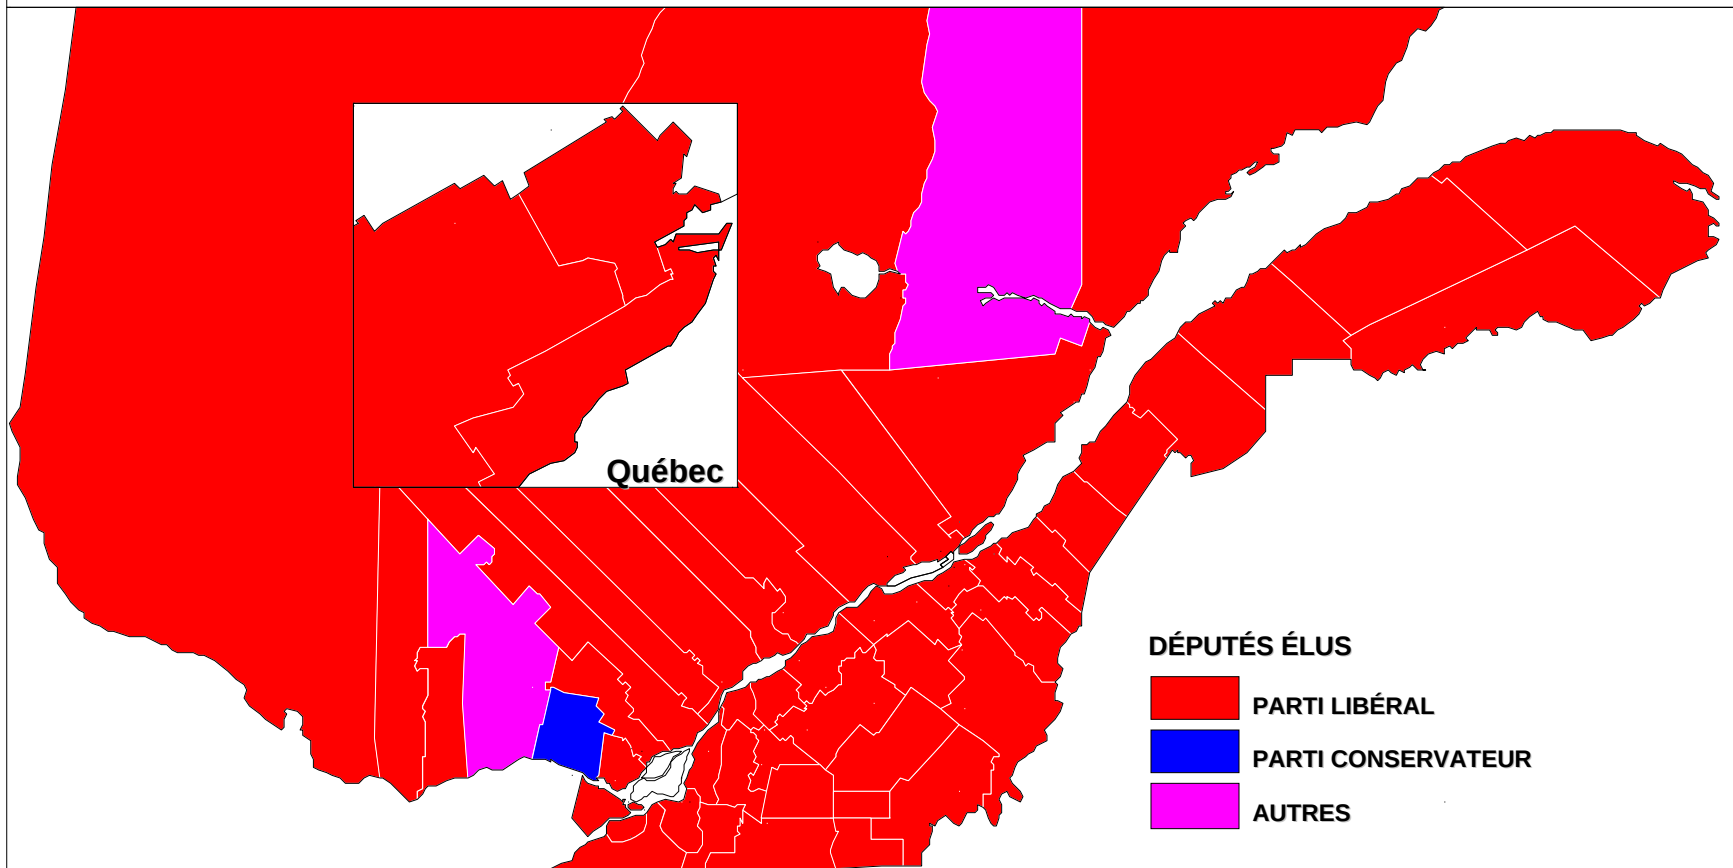 Québec
DÉPUTÉS ÉLUS
PARTI LIBÉRAL
PARTI CONSERVATEUR
AUTRES